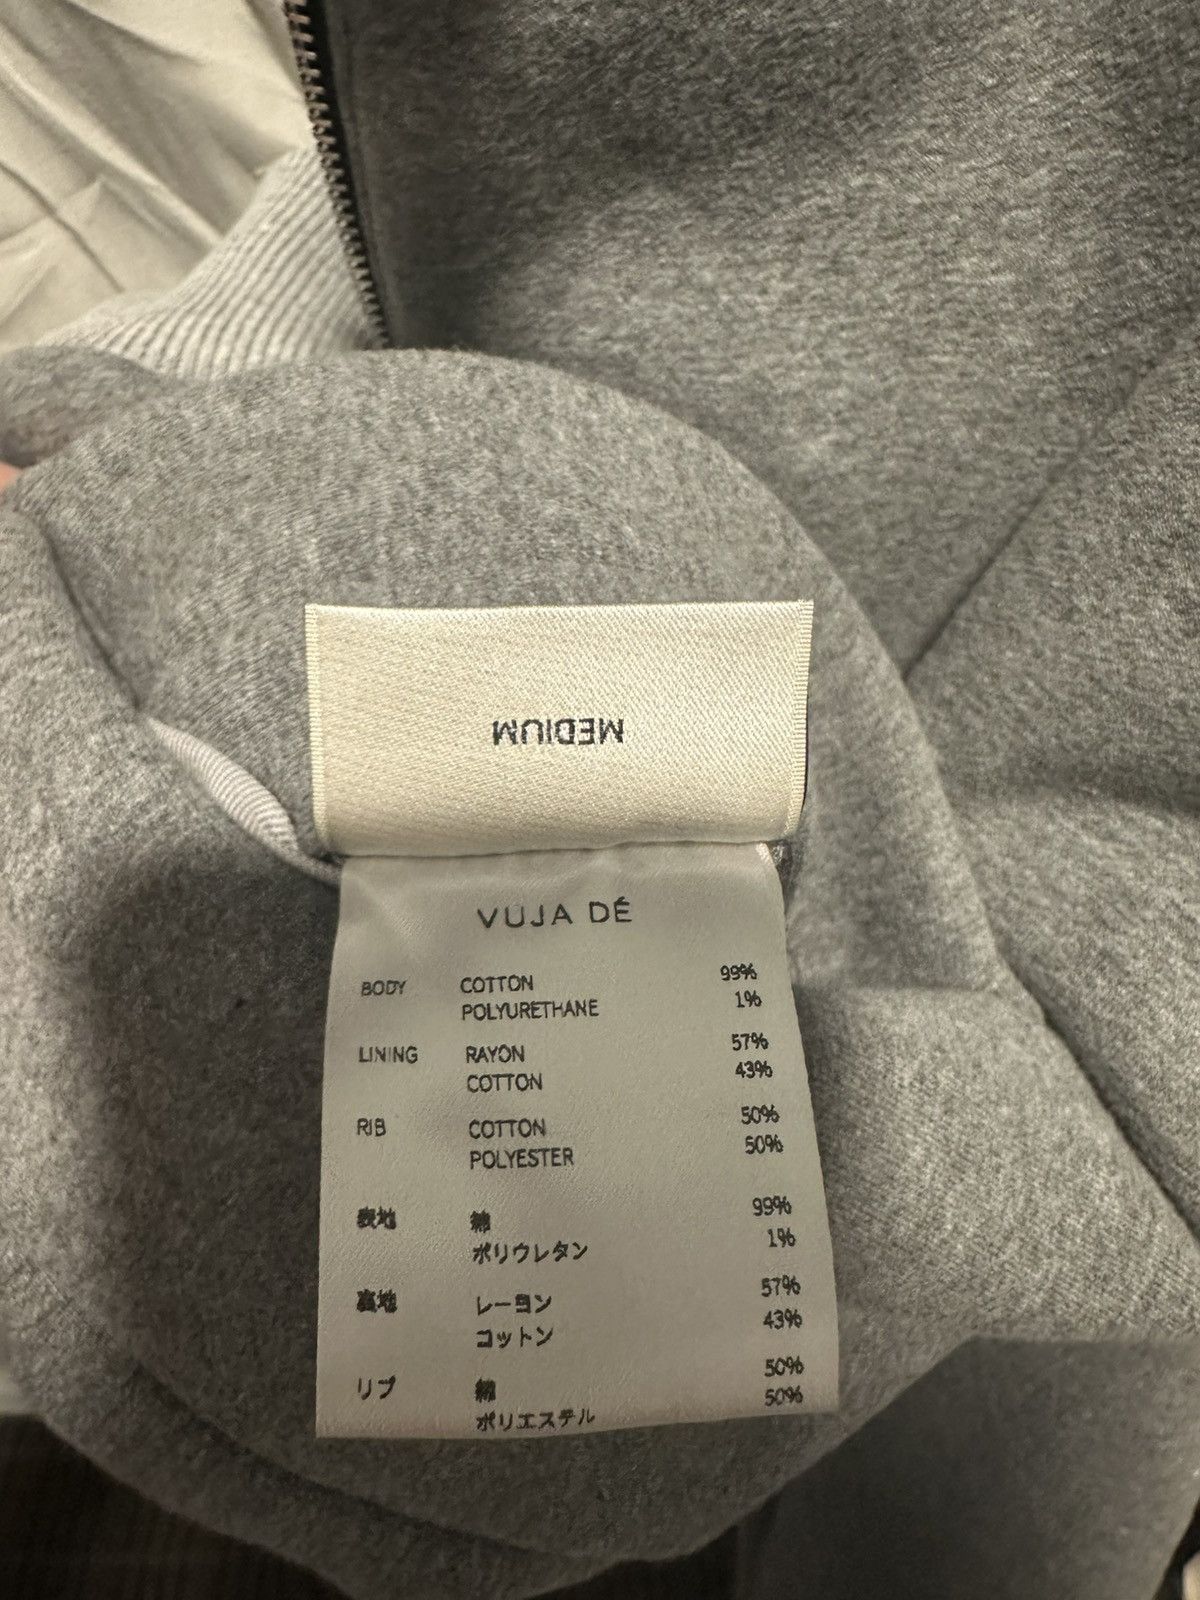 MEDIUM
VUJA DÉ
BODY COTTON 99%
POLYURETHANE 1%
LINING RAYON 57%
COTTON 43%
RIB COTTON 50%
POLYESTER 50%
表地 綿 99%
ポリウレタン 1%
裏地 レーヨン 57%
コットン 43%
リブ 綿 50%
ポリエステル 50%